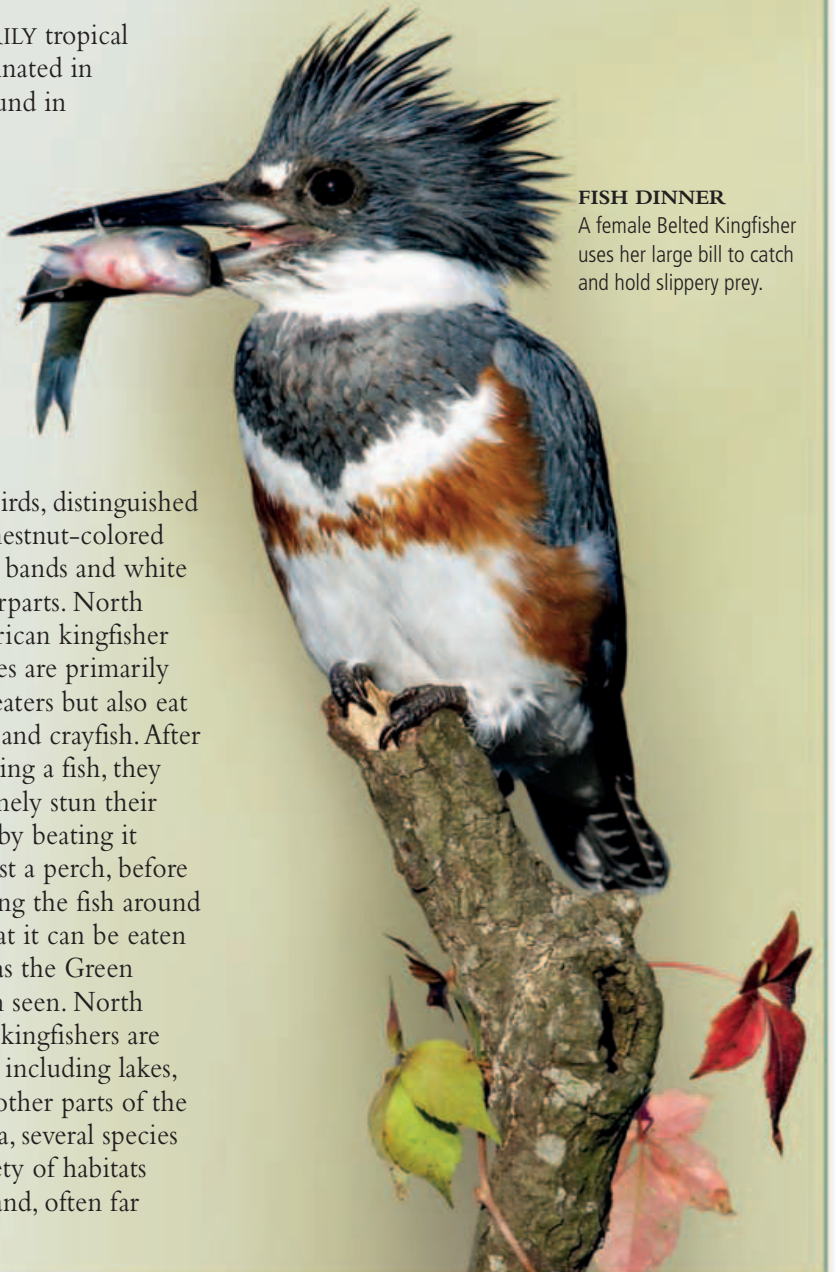 RILY tropical
nated in
und in
FISH DINNER
A female Belted Kingfisher
uses her large bill to catch
and hold slippery prey.
irds, distinguished
hestnut-colored
bands and white
rparts. North
rican kingfisher
es are primarily
eaters but also eat
and crayfish. After
ing a fish, they
nely stun their
by beating it
st a perch, before
ng the fish around
at it can be eaten
as the Green
n seen. North
kingfishers are
including lakes,
other parts of the
a, several species
ety of habitats
and, often far